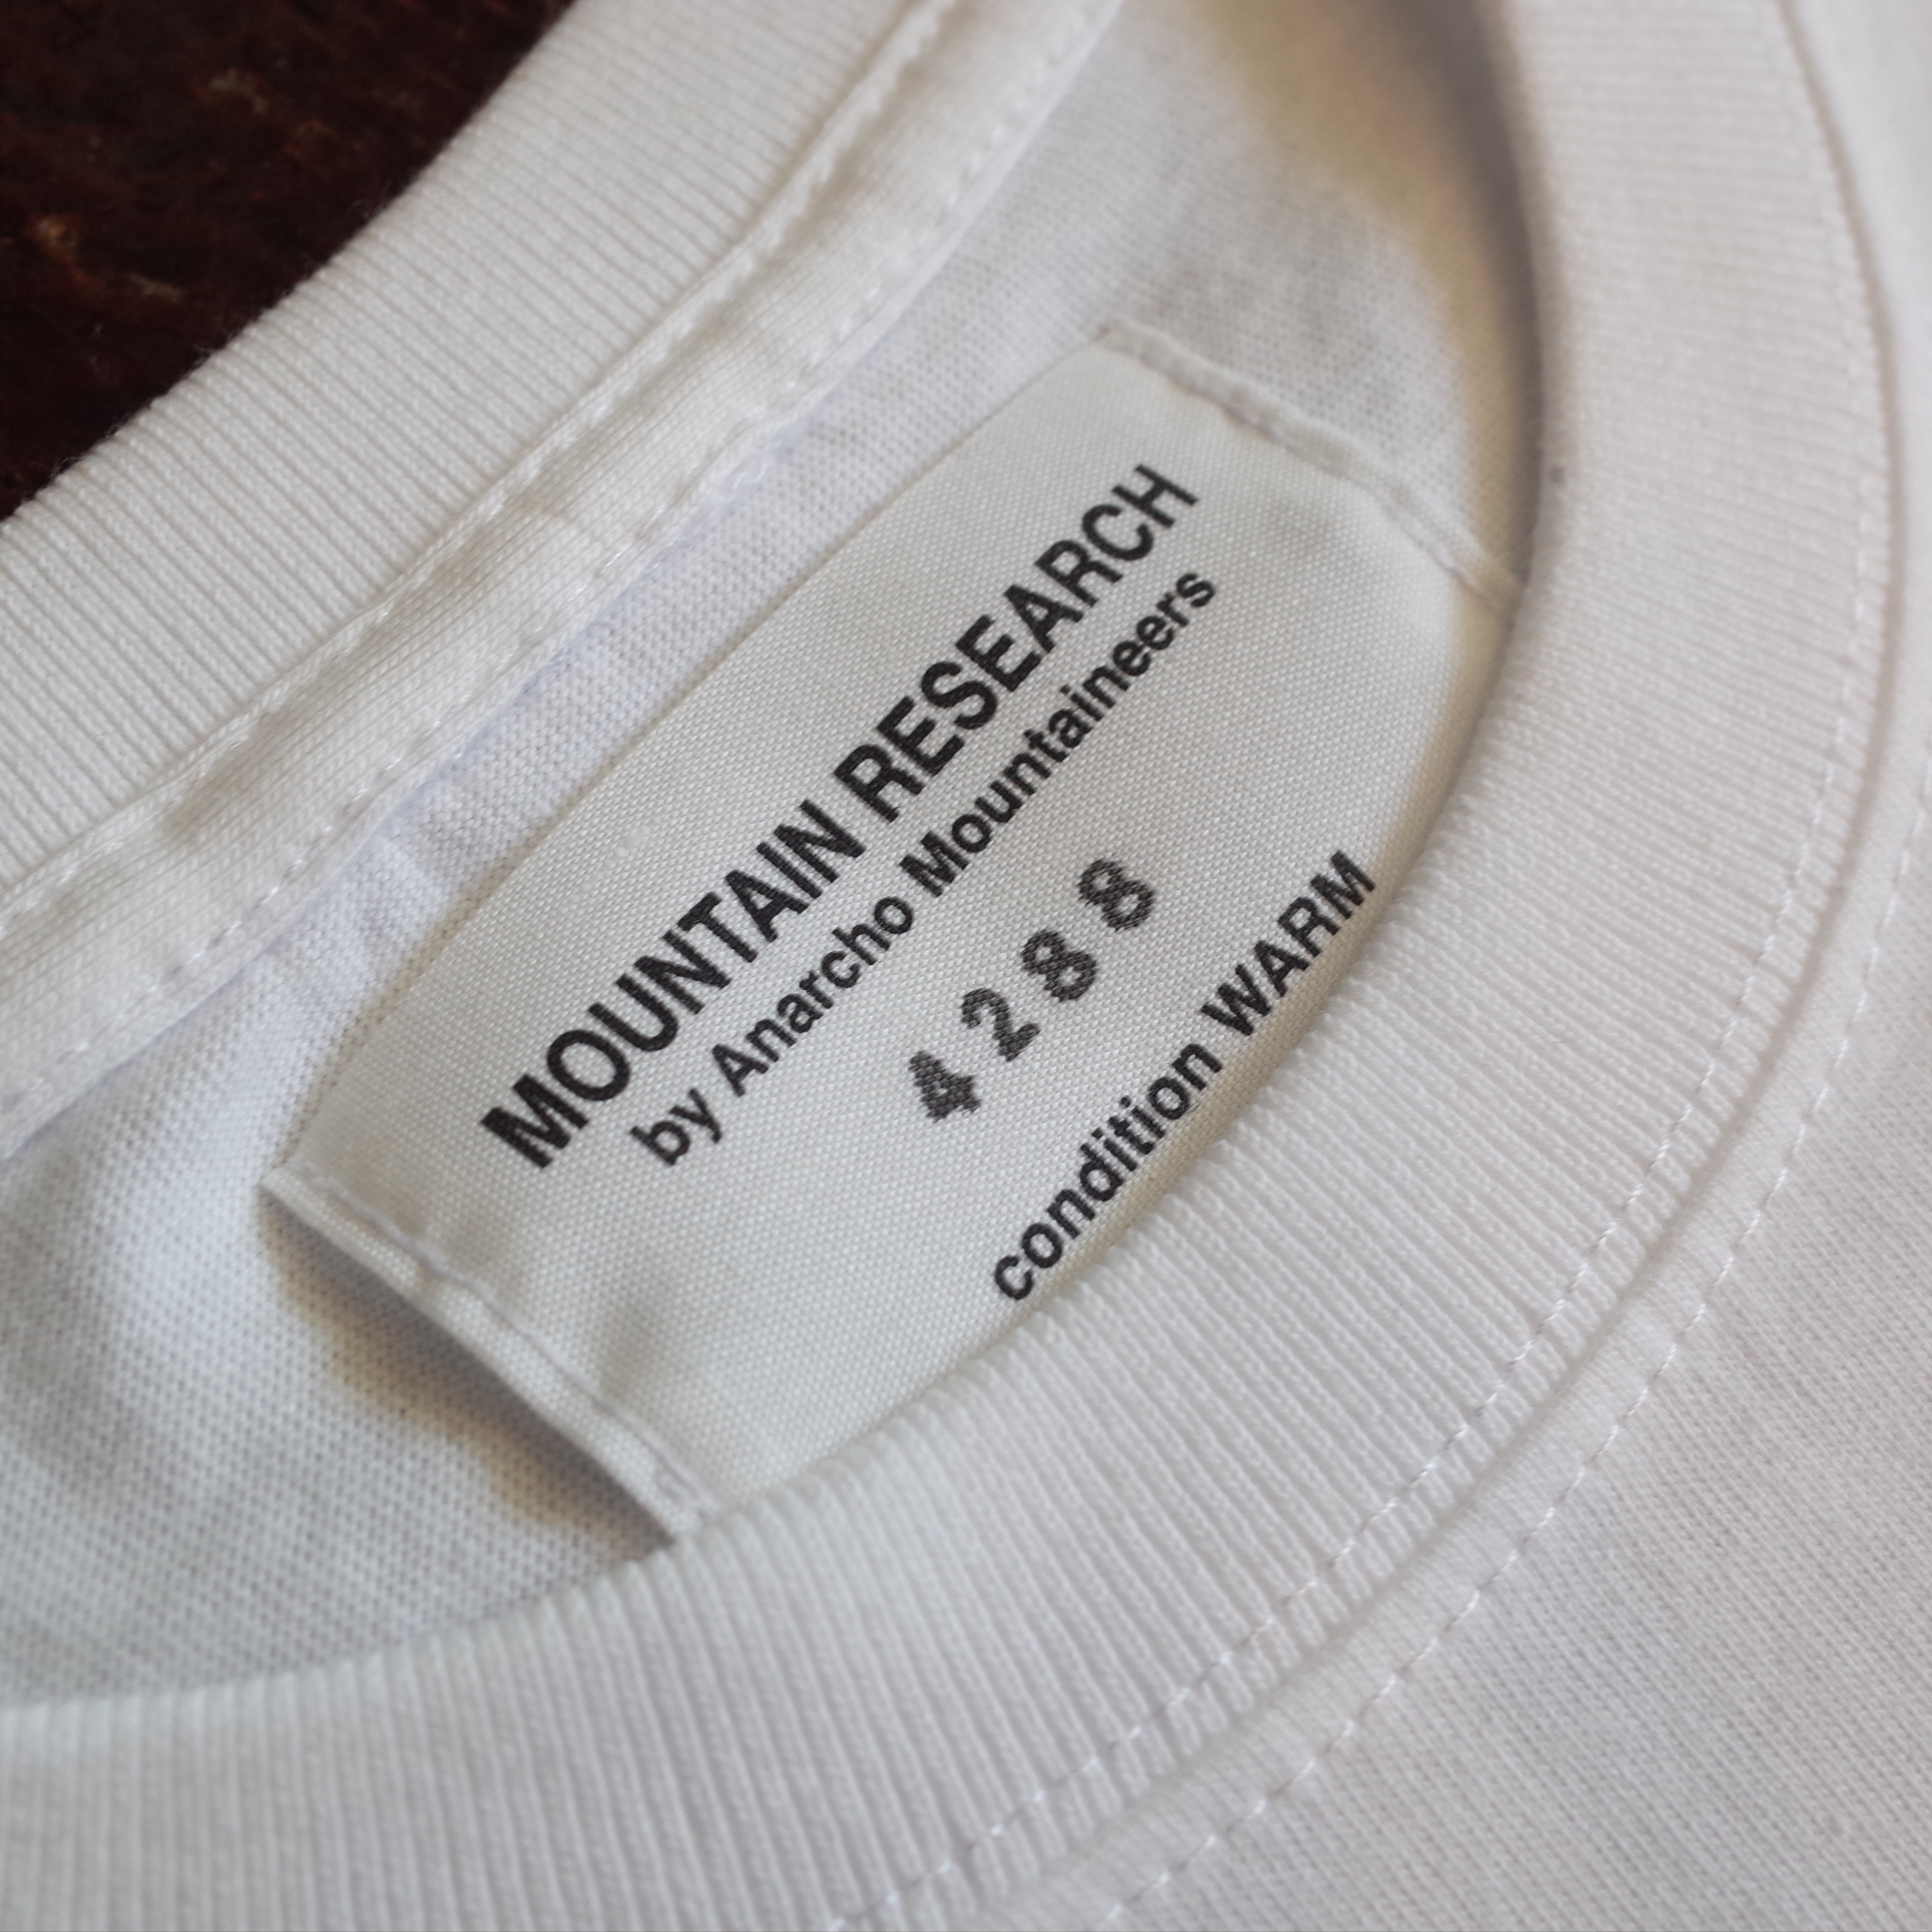 MOUNTAIN RESEARCH
by Anarcho Mountaineers
4288
condition WARM